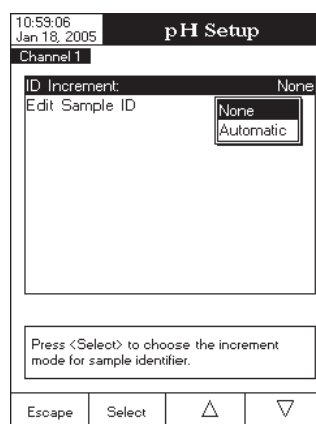 10:59:06
Jan 18, 2005
pH Setup
Channel 1
ID Increment: None
Edit Sample ID
None
Automatic
Press <Select> to choose the increment
mode for sample identifier.
Escape Select △ ▽